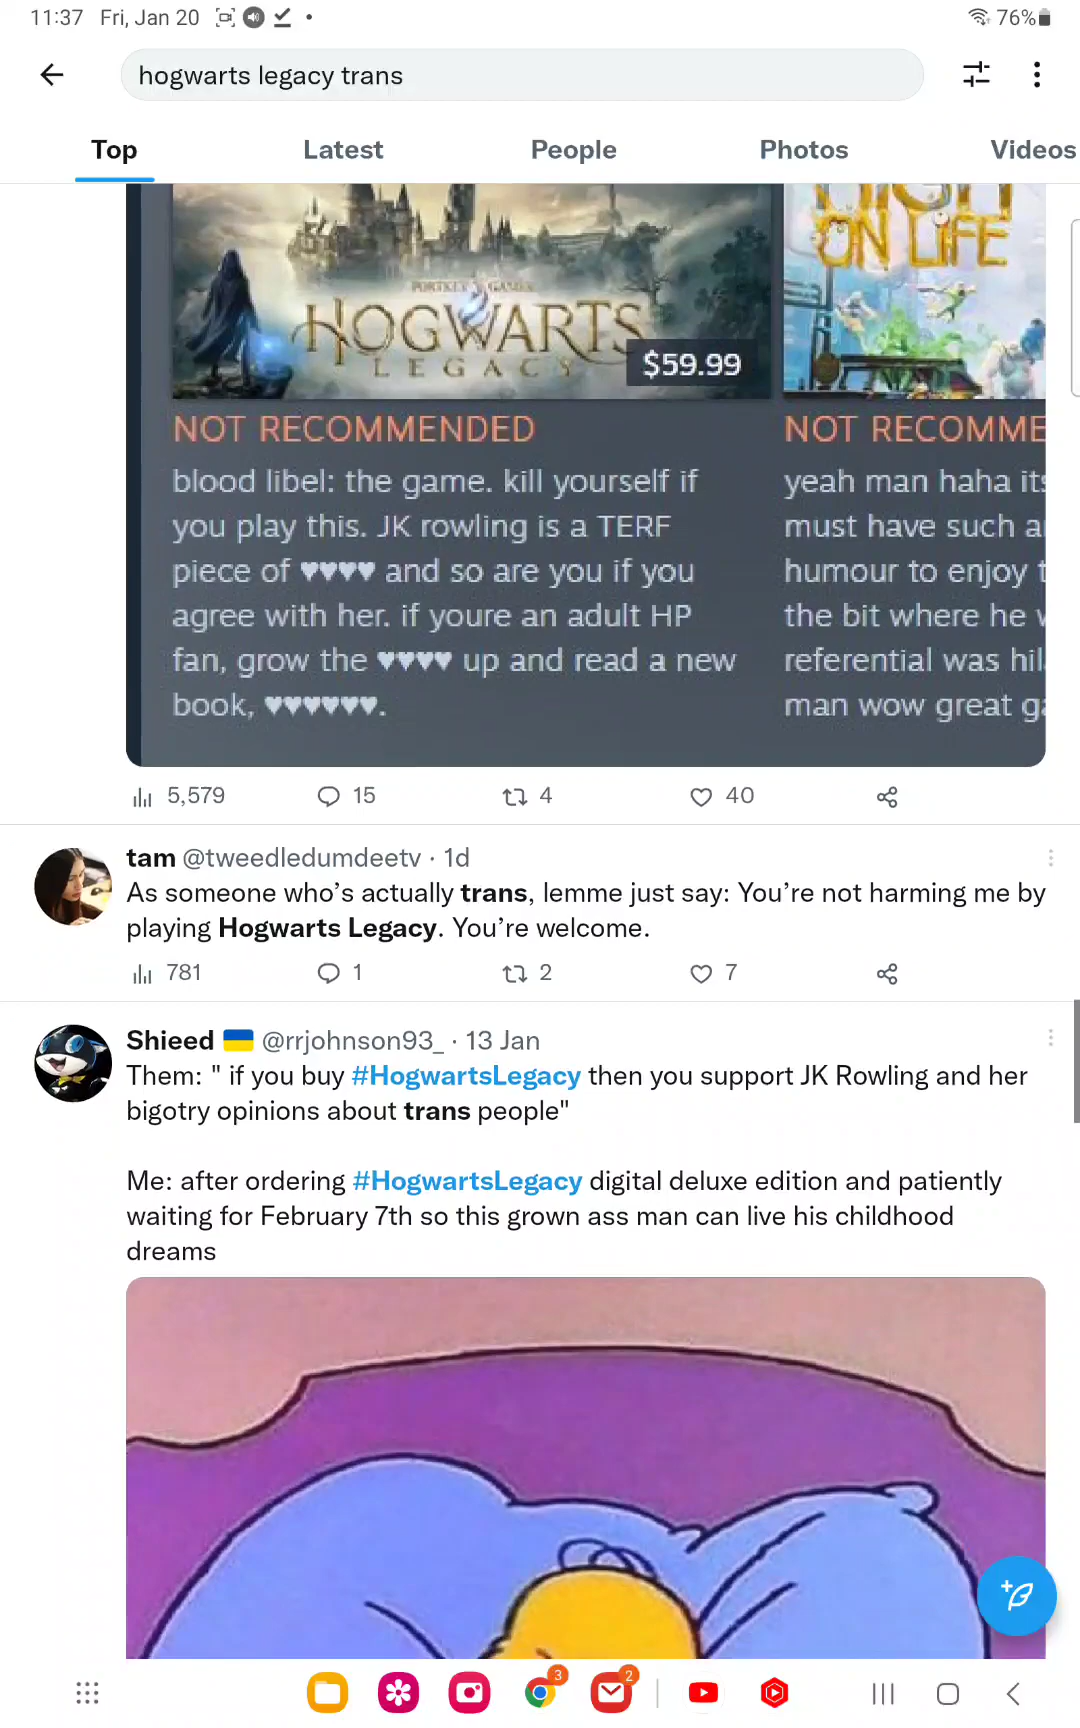 11:37 Fri, Jan 20 76%
hogwarts legacy trans
Top Latest People Photos Videos
HIGH
ON LIFE
PORTKEY GAMES
HOGWARTS
LEGACY
$59.99
NOT RECOMMENDED
blood libel: the game. kill yourself if
you play this. JK rowling is a TERF
piece of ♥♥♥♥ and so are you if you
agree with her. if youre an adult HP
fan, grow the ♥♥♥♥ up and read a new
book, ♥♥♥♥♥♥.
NOT RECOMME
yeah man haha its
must have such a
humour to enjoy t
the bit where he w
referential was hil
man wow great ga
5,579 15 4 40
tam @tweedledumdeetv · 1d
As someone who's actually trans, lemme just say: You're not harming me by
playing Hogwarts Legacy. You're welcome.
781 1 2 7
Shieed @rrjohnson93_ · 13 Jan
Them: " if you buy #HogwartsLegacy then you support JK Rowling and her
bigotry opinions about trans people"
Me: after ordering #HogwartsLegacy digital deluxe edition and patiently
waiting for February 7th so this grown ass man can live his childhood
dreams
3 2